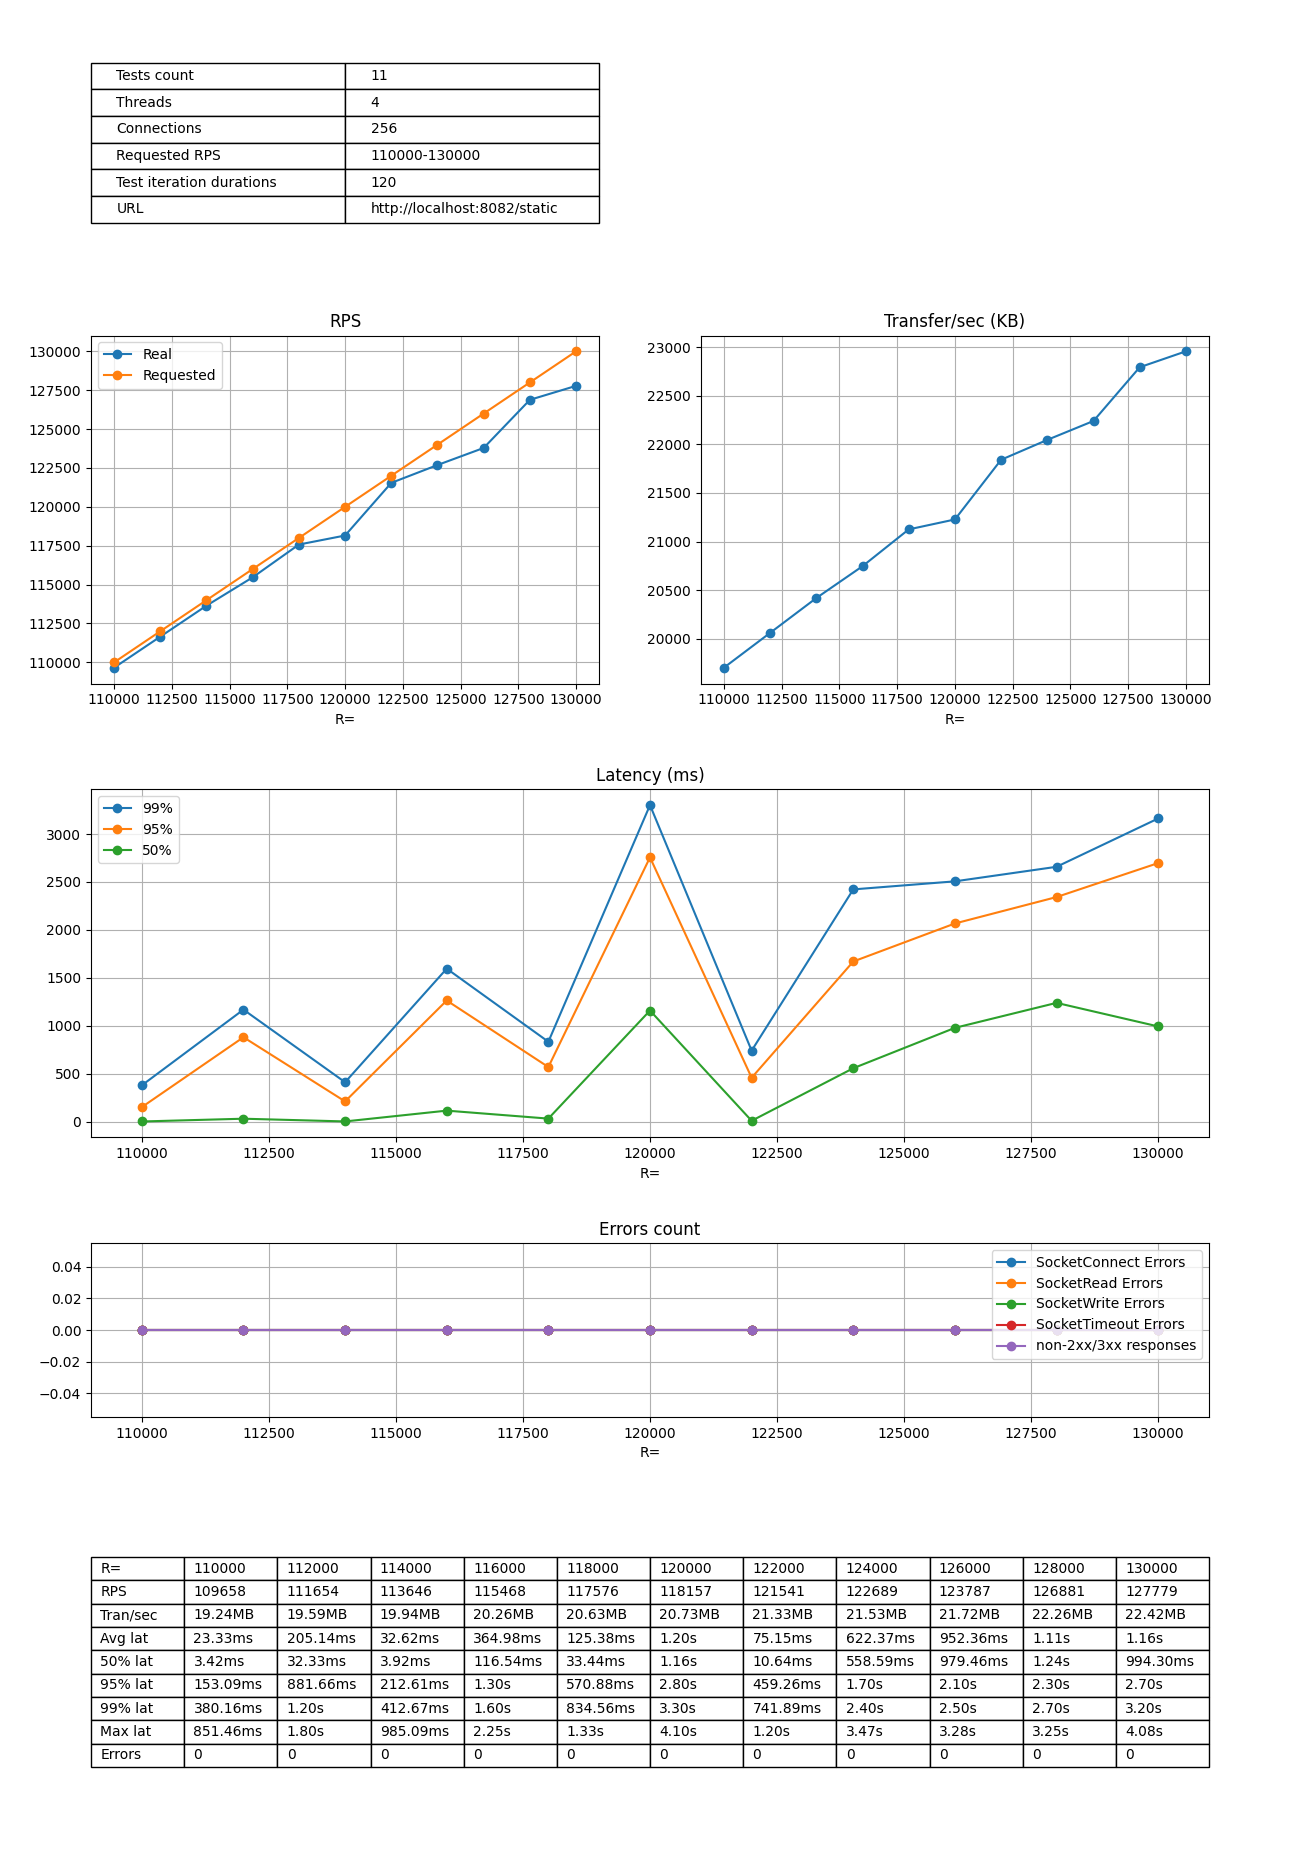 Tests count 11
Threads 4
Connections 256
Requested RPS 110000-130000
Test iteration durations 120
URL http://localhost:8082/static
RPS
Real
Requested
130000
127500
125000
122500
120000
117500
115000
112500
110000
110000 112500 115000 117500 120000 122500 125000 127500 130000
R=
Transfer/sec (KB)
23000
22500
22000
21500
21000
20500
20000
110000 112500 115000 117500 120000 122500 125000 127500 130000
R=
Latency (ms)
99%
95%
50%
3000
2500
2000
1500
1000
500
0
110000 112500 115000 117500 120000 122500 125000 127500 130000
R=
Errors count
SocketConnect Errors
SocketRead Errors
SocketWrite Errors
SocketTimeout Errors
non-2xx/3xx responses
0.04
0.02
0.00
−0.02
−0.04
110000 112500 115000 117500 120000 122500 125000 127500 130000
R=
R= 110000 112000 114000 116000 118000 120000 122000 124000 126000 128000 130000
RPS 109658 111654 113646 115468 117576 118157 121541 122689 123787 126881 127779
Tran/sec 19.24MB 19.59MB 19.94MB 20.26MB 20.63MB 20.73MB 21.33MB 21.53MB 21.72MB 22.26MB 22.42MB
Avg lat 23.33ms 205.14ms 32.62ms 364.98ms 125.38ms 1.20s 75.15ms 622.37ms 952.36ms 1.11s 1.16s
50% lat 3.42ms 32.33ms 3.92ms 116.54ms 33.44ms 1.16s 10.64ms 558.59ms 979.46ms 1.24s 994.30ms
95% lat 153.09ms 881.66ms 212.61ms 1.30s 570.88ms 2.80s 459.26ms 1.70s 2.10s 2.30s 2.70s
99% lat 380.16ms 1.20s 412.67ms 1.60s 834.56ms 3.30s 741.89ms 2.40s 2.50s 2.70s 3.20s
Max lat 851.46ms 1.80s 985.09ms 2.25s 1.33s 4.10s 1.20s 3.47s 3.28s 3.25s 4.08s
Errors 0 0 0 0 0 0 0 0 0 0 0